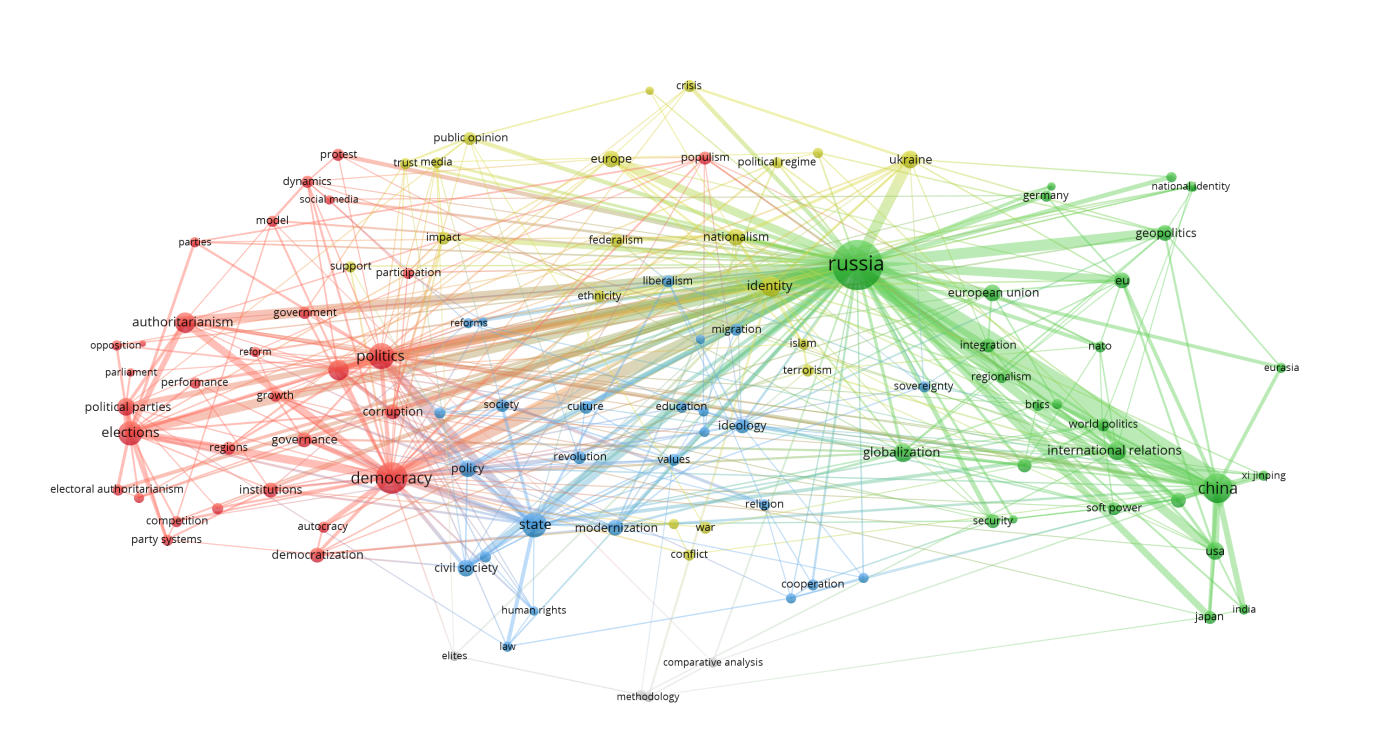 crisis
public opinion
protest
trust media
europe
populism
political regime
ukraine
dynamics
national identity
germany
social media
model
geopolitics
parties
impact
federalism
nationalism
russia
support
participation
liberalism
identity
eu
european union
ethnicity
government
authoritarianism
reforms
migration
opposition
reform
politics
islam
integration
nato
parliament
performance
terrorism
sovereignty
regionalism
eurasia
growth
political parties
corruption
society
culture
education
brics
elections
governance
ideology
world politics
regions
policy
revolution
values
globalization
international relations
democracy
xi jinping
electoral authoritarianism
institutions
china
religion
soft power
competition
autocracy
state
modernization
war
security
party systems
democratization
civil society
conflict
usa
cooperation
human rights
india
japan
law
elites
comparative analysis
methodology